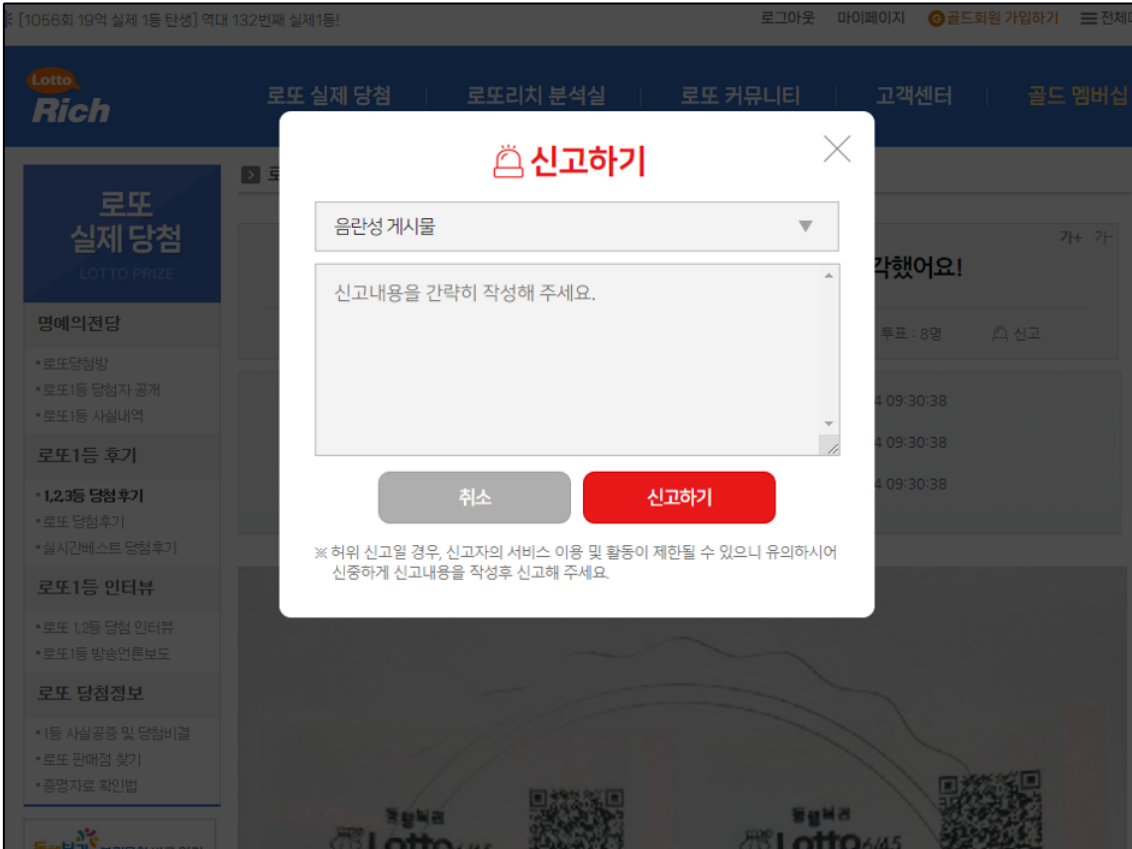 [1056회 19억 실제 1등 탄생] 역대 132번째 실제1등!
로그아웃 마이페이지 G 골드회원 가입하기
Lotto
Rich
로또 실제 당첨 로또리치 분석실 로또 커뮤니티 고객센터 골드 멤버십
로또
실제 당첨
LOTTO PRIZE
명예의전당
• 로또당첨방
• 로또1등 당첨자 공개
• 로또1등 사실내역
로또1등 후기
• 1,2,3등 당첨후기
• 로또 당첨후기
• 실시간베스트 당첨후기
로또1등 인터뷰
• 로또 1,2등 당첨 인터뷰
• 로또1등 방송언론보도
로또 당첨정보
• 1등 사실공증 및 당첨비결
• 로또 판매점 찾기
• 증명자료 확인법
신고하기
음란성 게시물 ▼
신고내용을 간략히 작성해 주세요.
취소 신고하기
※ 허위 신고일 경우, 신고자의 서비스 이용 및 활동이 제한될 수 있으니 유의하시어
신중하게 신고내용을 작성후 신고해 주세요.
가+ 가-
각했어요!
투표 : 8명 신고
4 09:30:38
4 09:30:38
4 09:30:38
동행복권 동행복권
Lotto 6/45 Lotto 6/45